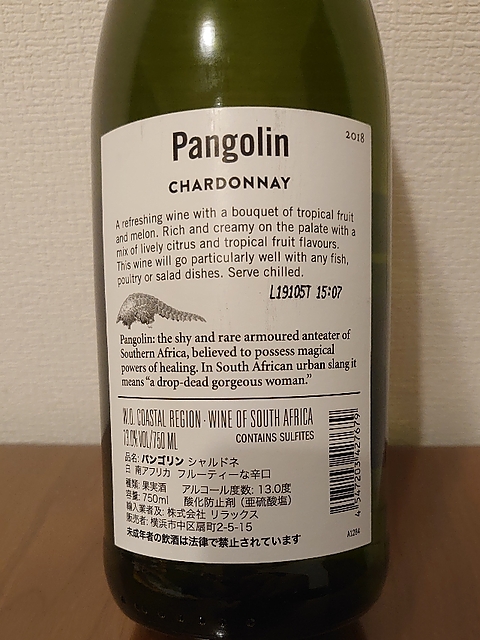 Pangolin
2018
CHARDONNAY
A refreshing wine with a bouquet of tropical fruit
and melon. Rich and creamy on the palate with a
mix of lively citrus and tropical fruit flavours.
This wine will go particularly well with any fish,
poultry or salad dishes. Serve chilled.
L19105T 15:07
Pangolin: the shy and rare armoured anteater of
Southern Africa, believed to possess magical
powers of healing. In South African urban slang it
means “a drop-dead gorgeous woman.”
W.O. COASTAL REGION · WINE OF SOUTH AFRICA
13.0% VOL/750 ML CONTAINS SULFITES
品名: パンゴリン シャルドネ
白 南アフリカ フルーティーな辛口
種類: 果実酒 アルコール度数: 13.0度
容量: 750ml 酸化防止剤（亜硫酸塩）
輸入業者及: 株式会社 リラックス
販売者: 横浜市中区扇町2-5-15
未成年者の飲酒は法律で禁止されています
4 547203 427679
A1284